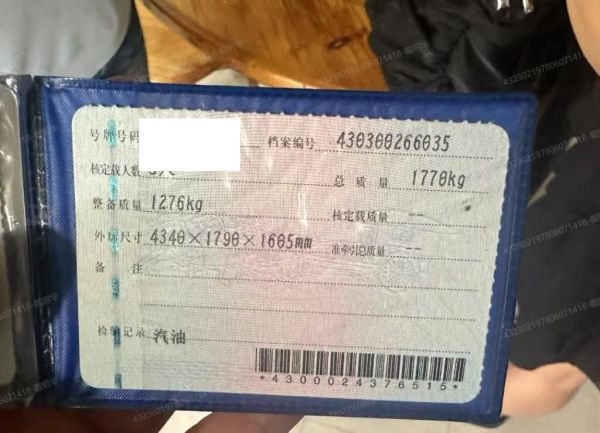 号牌号码
档案编号 430300266035
核定载人数 5人
总质量 1770kg
整备质量 1276kg
核定载质量 --
外廓尺寸 4340×1790×1605mm
准牵引总质量 --
备注
检验记录 汽油
*4300024376515*